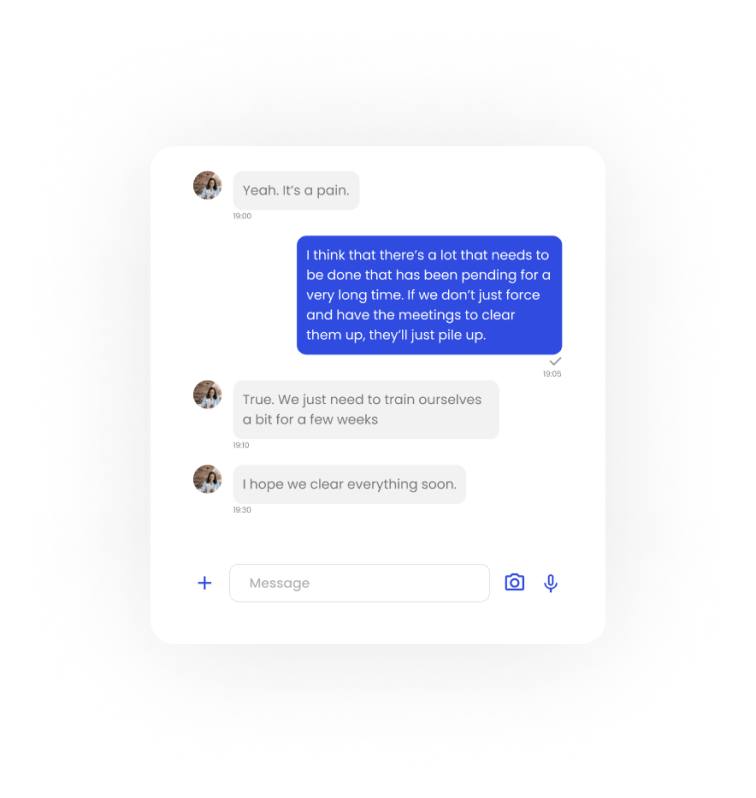 Yeah. It’s a pain.
19:00
I think that there’s a lot that needs to
be done that has been pending for a
very long time. If we don’t just force
and have the meetings to clear
them up, they’ll just pile up.
19:05
True. We just need to train ourselves
a bit for a few weeks
19:10
I hope we clear everything soon.
19:30
Message